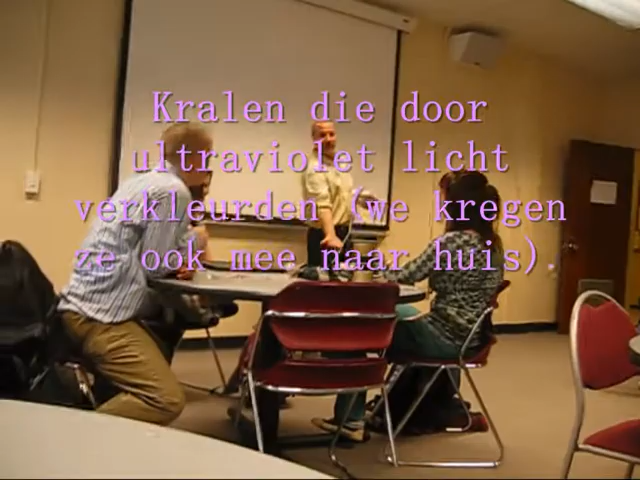 Kralen die door
ultraviolet licht
verkleurden (we kregen
ze ook mee naar huis).